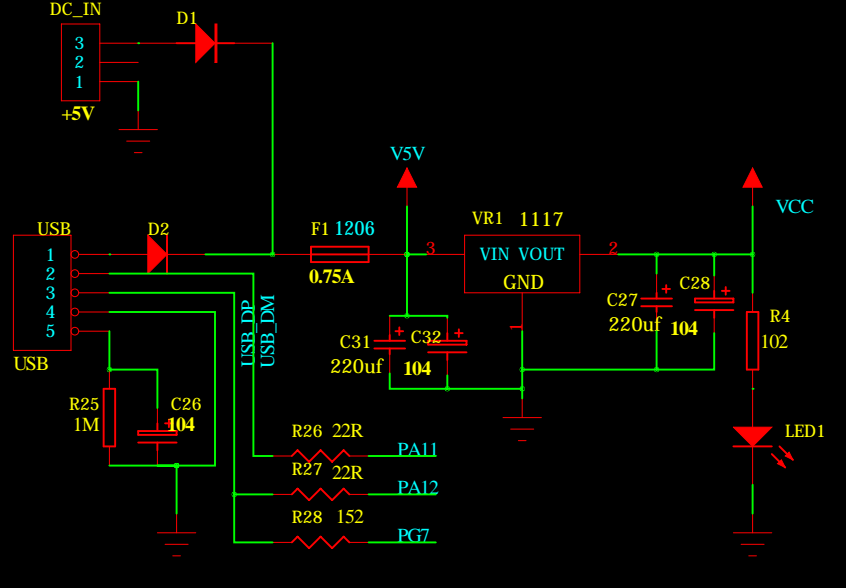 DC_IN
D1
3
2
1
+5V
V5V
VCC
USB
D2
F1 1206
VR1 1117
1
2
3
4
5
0.75A
3
VIN VOUT
2
GND
1
USB
USB_DP
USB_DM
C31
220uf
C32
104
C27
220uf
C28
104
R4
102
R25
1M
C26
104
LED1
R26 22R
PA11
R27 22R
PA12
R28 152
PG7